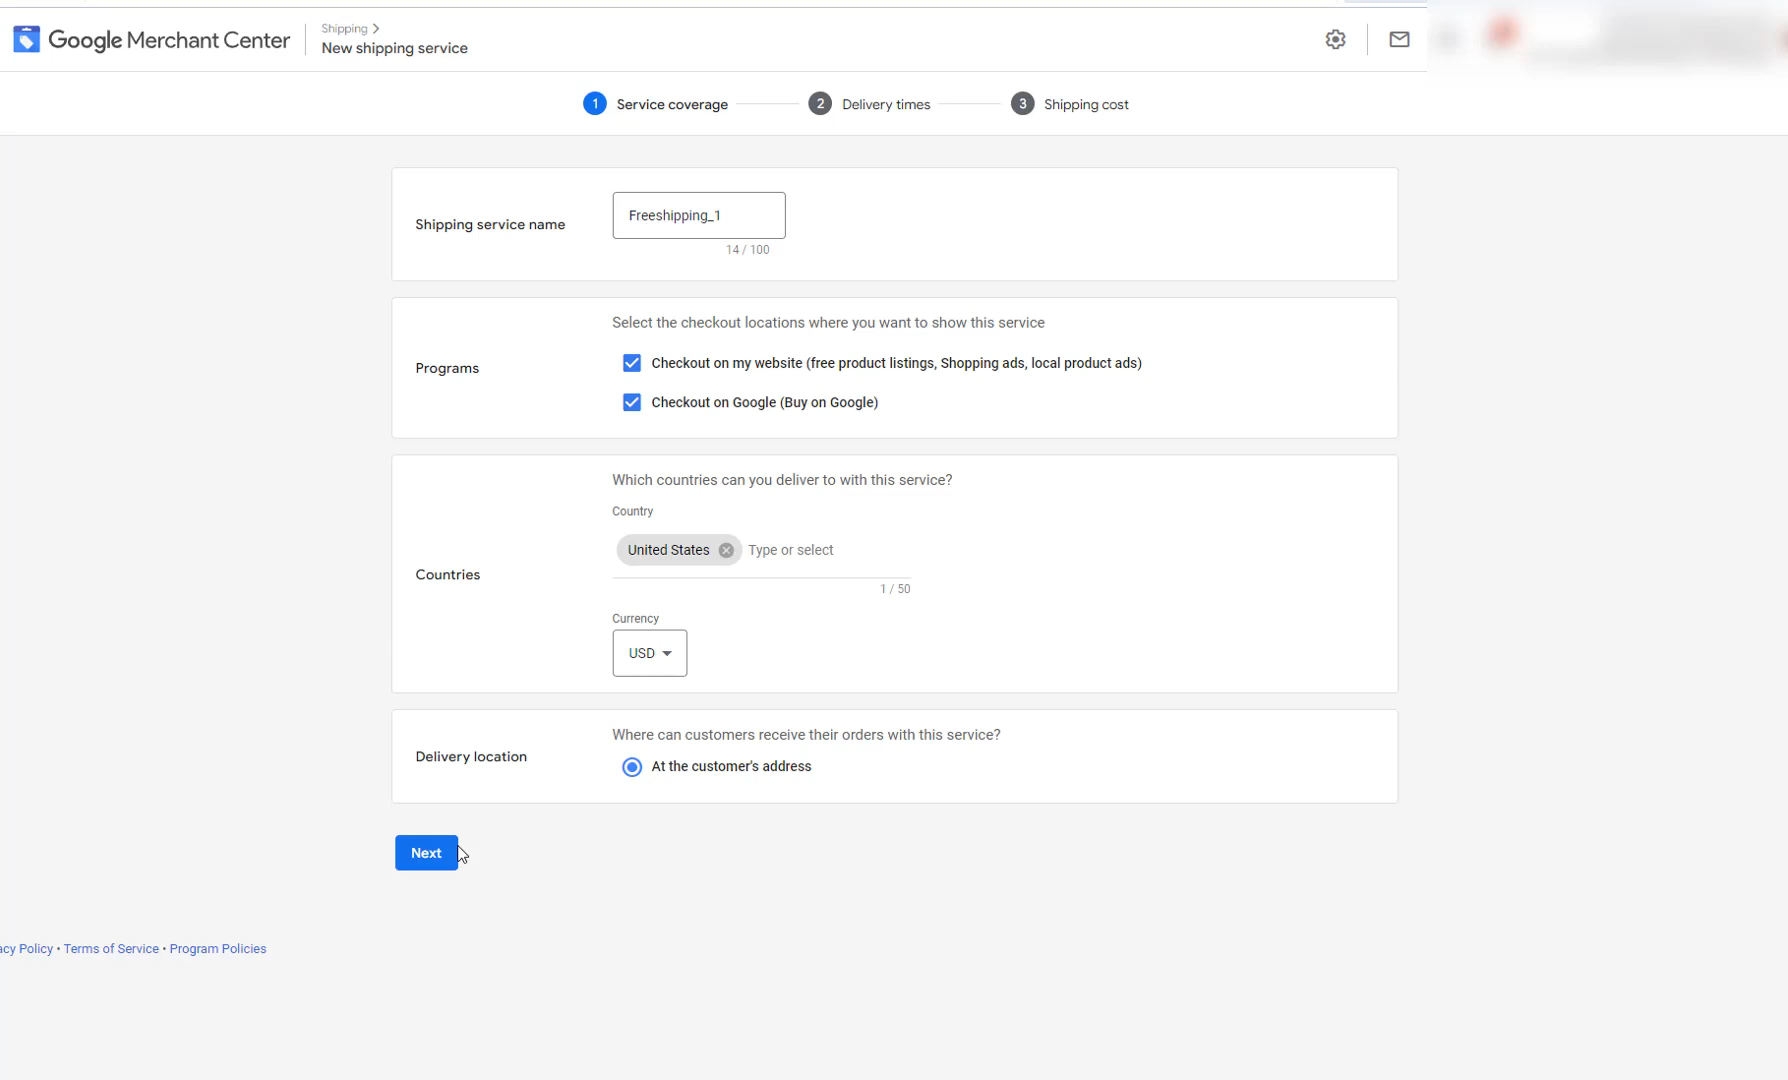 Google Merchant Center
Shipping
New shipping service
1 Service coverage
2 Delivery times
3 Shipping cost
Shipping service name
Freeshipping_1
14 / 100
Programs
Select the checkout locations where you want to show this service
Checkout on my website (free product listings, Shopping ads, local product ads)
Checkout on Google (Buy on Google)
Countries
Which countries can you deliver to with this service?
Country
United States Type or select
1 / 50
Currency
USD
Delivery location
Where can customers receive their orders with this service?
At the customer's address
Next
acy Policy • Terms of Service • Program Policies